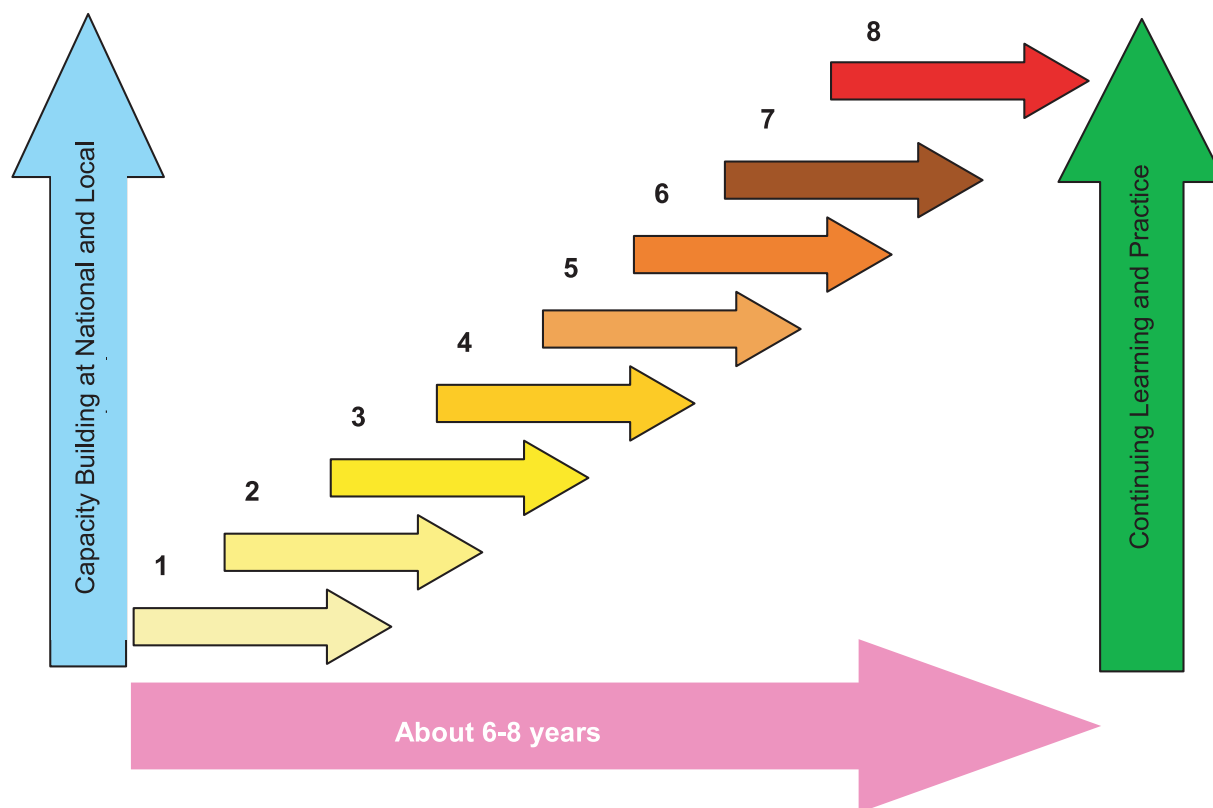 8
7
6
5
4
3
2
1
Capacity Building at National and Local
Continuing Learning and Practice
About 6-8 years